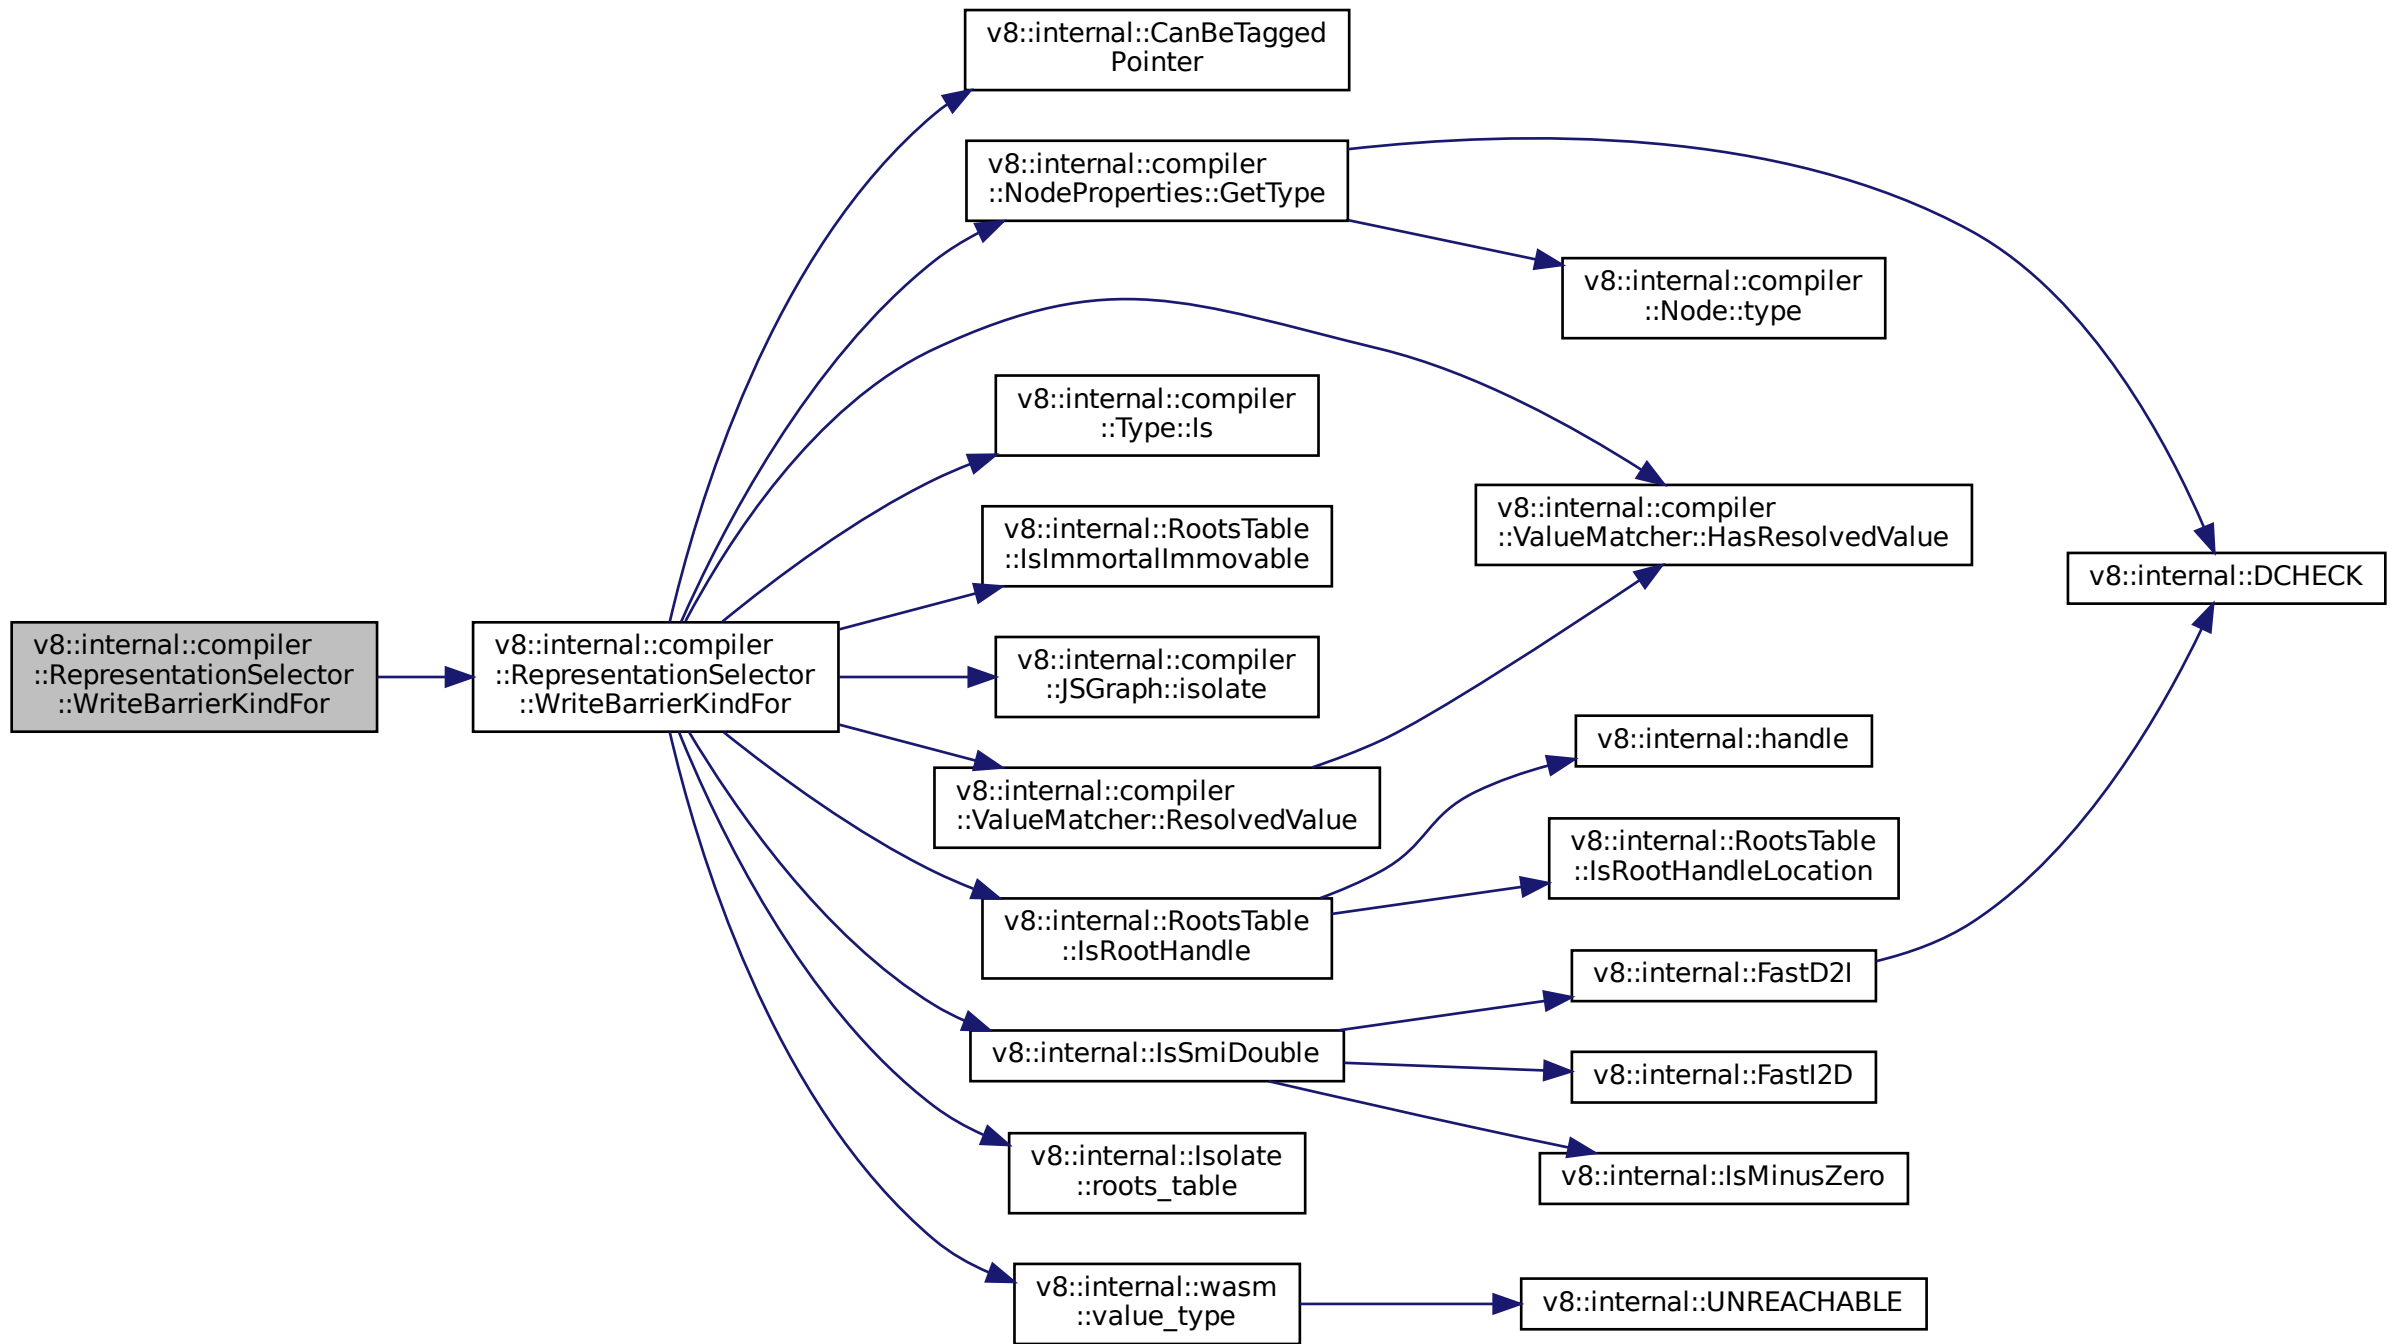 v8::internal::compiler
::RepresentationSelector
::WriteBarrierKindFor
v8::internal::compiler
::RepresentationSelector
::WriteBarrierKindFor
v8::internal::CanBeTagged
Pointer
v8::internal::compiler
::NodeProperties::GetType
v8::internal::compiler
::Type::Is
v8::internal::RootsTable
::IsImmortalImmovable
v8::internal::compiler
::JSGraph::isolate
v8::internal::compiler
::ValueMatcher::ResolvedValue
v8::internal::RootsTable
::IsRootHandle
v8::internal::IsSmiDouble
v8::internal::Isolate
::roots_table
v8::internal::wasm
::value_type
v8::internal::compiler
::Node::type
v8::internal::compiler
::ValueMatcher::HasResolvedValue
v8::internal::handle
v8::internal::RootsTable
::IsRootHandleLocation
v8::internal::FastD2I
v8::internal::FastI2D
v8::internal::IsMinusZero
v8::internal::UNREACHABLE
v8::internal::DCHECK